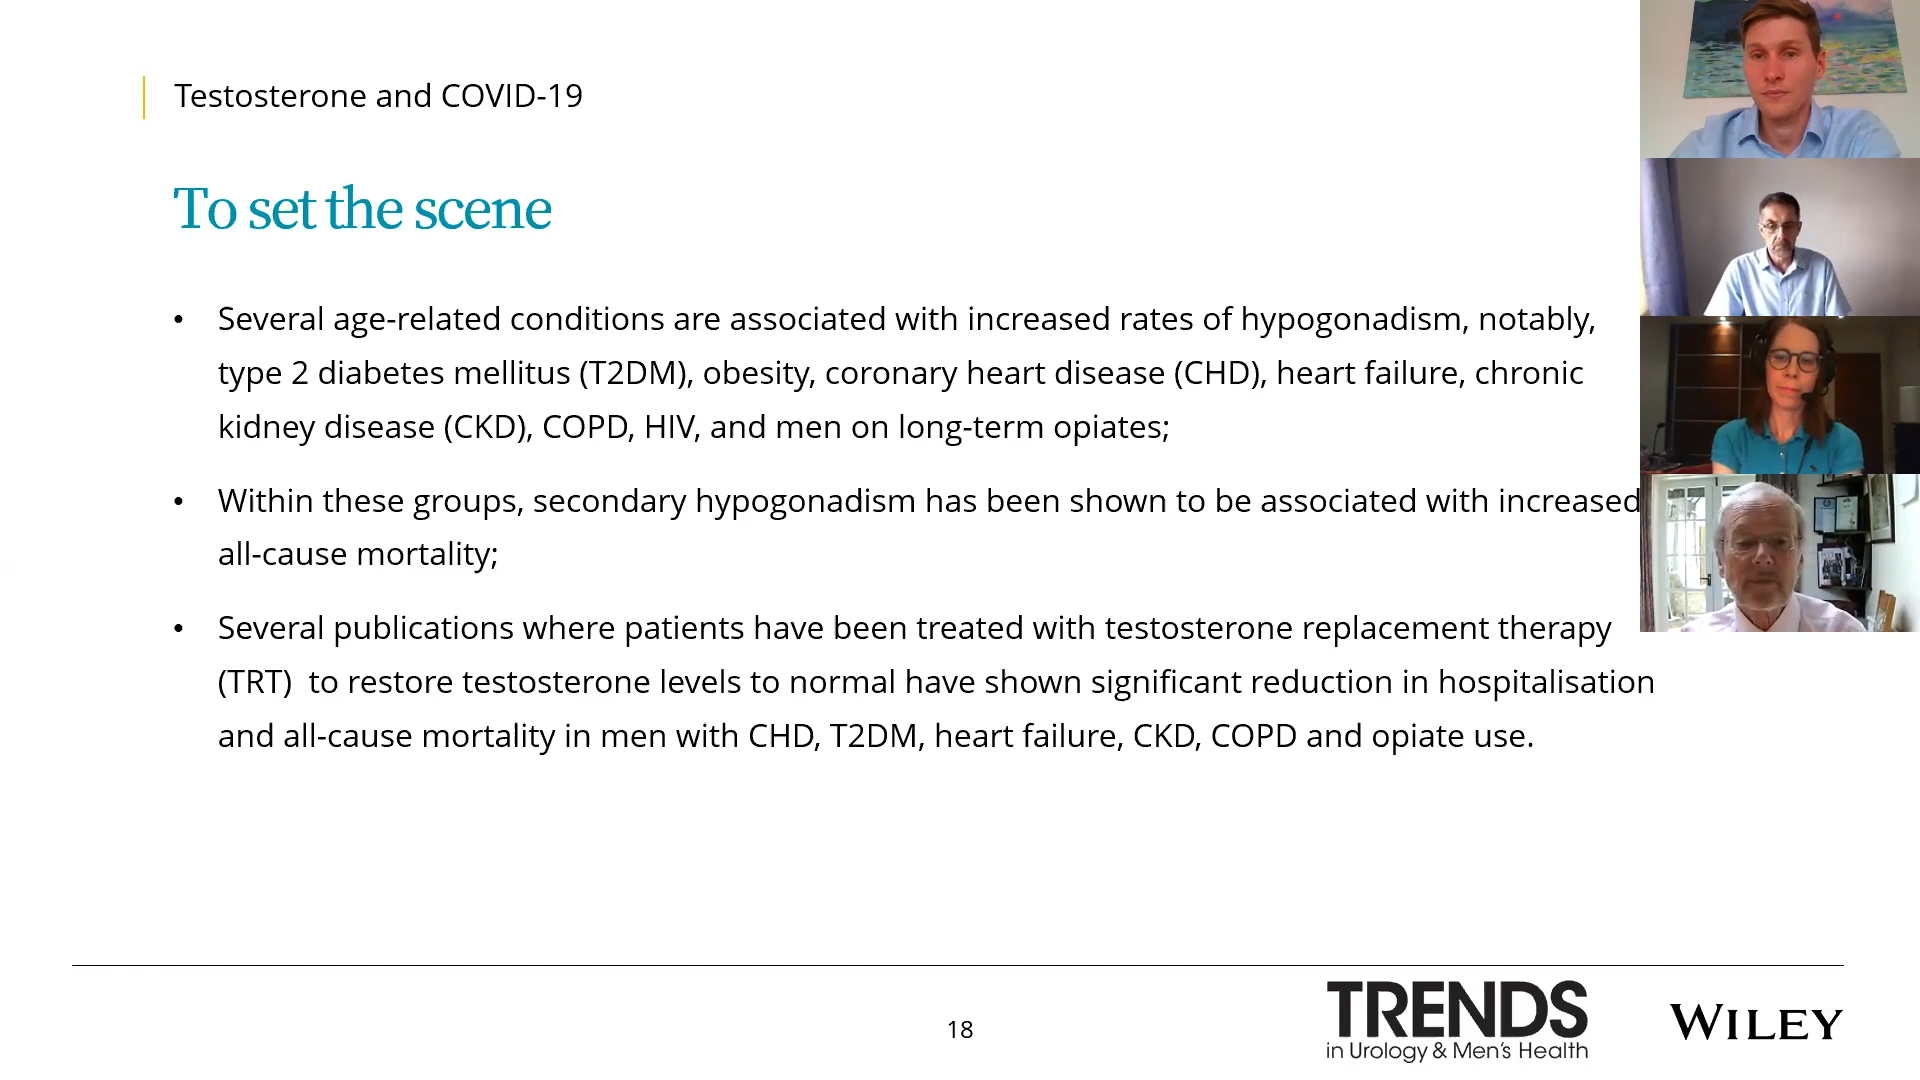 Testosterone and COVID-19
To set the scene
• Several age-related conditions are associated with increased rates of hypogonadism, notably,
type 2 diabetes mellitus (T2DM), obesity, coronary heart disease (CHD), heart failure, chronic
kidney disease (CKD), COPD, HIV, and men on long-term opiates;
• Within these groups, secondary hypogonadism has been shown to be associated with increased
all-cause mortality;
• Several publications where patients have been treated with testosterone replacement therapy
(TRT)  to restore testosterone levels to normal have shown significant reduction in hospitalisation
and all-cause mortality in men with CHD, T2DM, heart failure, CKD, COPD and opiate use.
18
TRENDS
in Urology & Men's Health
WILEY